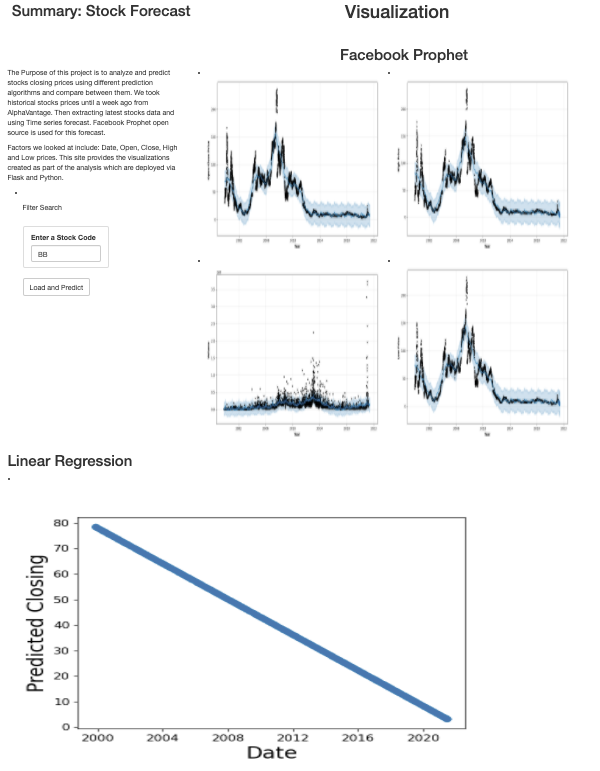 Summary: Stock Forecast
Visualization
Facebook Prophet
The Purpose of this project is to analyze and predict
stocks closing prices using different prediction
algorithms and compare between them. We took
historical stocks prices until a week ago from
AlphaVantage. Then extracting latest stocks data and
using Time series forecast. Facebook Prophet open
source is used for this forecast.
Factors we looked at include: Date, Open, Close, High
and Low prices. This site provides the visualizations
created as part of the analysis which are deployed via
Flask and Python.
Filter Search
Enter a Stock Code
BB
Load and Predict
Linear Regression
80
70
60
50
40
30
20
10
0
Predicted Closing
2000 2004 2008 2012 2016 2020
Date